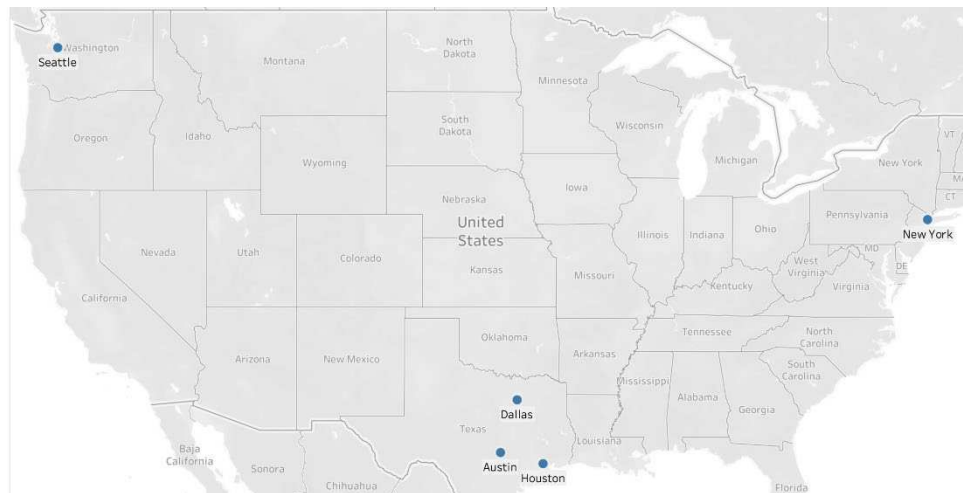 Washington
Seattle
Montana
North
Dakota
Minnesota
Oregon
Idaho
South
Dakota
Wisconsin
Michigan
New York
VT
MA
CT
Wyoming
Nebraska
Iowa
United
States
Nevada
Utah
Colorado
Kansas
Illinois
Indiana
Ohio
Pennsylvania
New York
MD
DE
West
Virginia
Virginia
Missouri
Kentucky
California
Arizona
New Mexico
Oklahoma
Arkansas
Tennessee
North
Carolina
South
Carolina
Mississippi
Alabama
Georgia
Dallas
Texas
Louisiana
Austin
Houston
Baja
California
Sonora
Chihuahua
Florida